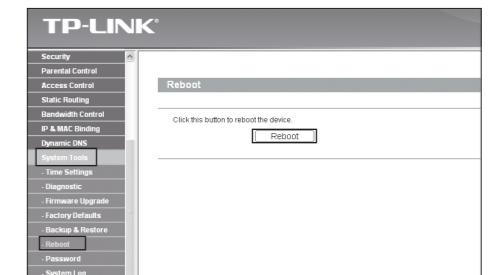 TP-LINK®
Security
Parental Control
Access Control
Static Routing
Bandwidth Control
IP & MAC Binding
Dynamic DNS
System Tools
- Time Settings
- Diagnostic
- Firmware Upgrade
- Factory Defaults
- Backup & Restore
- Reboot
- Password
- System Log
Reboot
Click this button to reboot the device.
Reboot